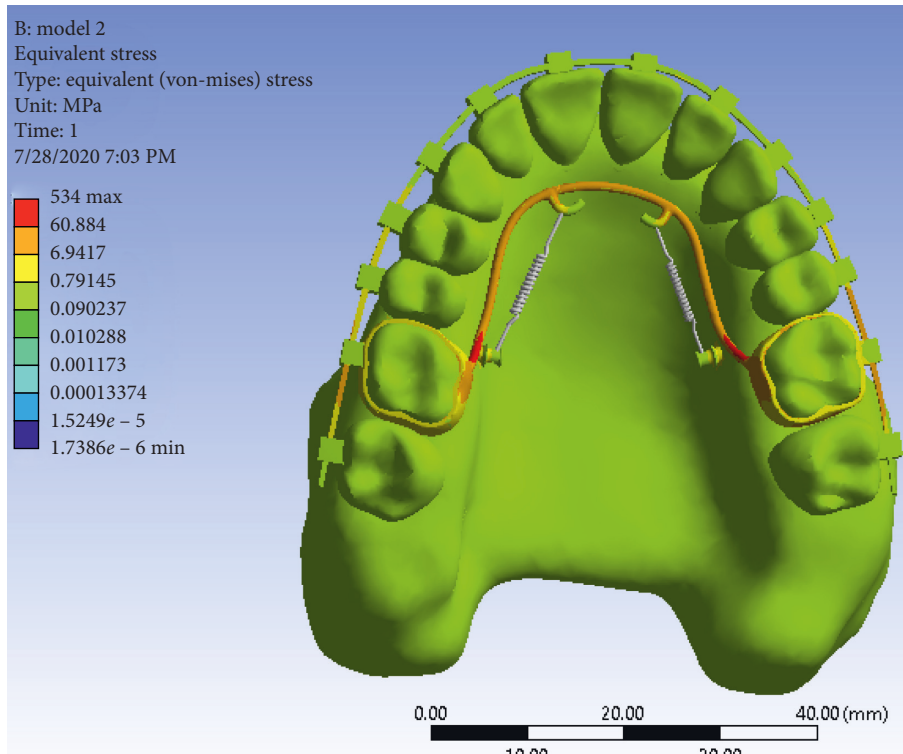 B: model 2
Equivalent stress
Type: equivalent (von-mises) stress
Unit: MPa
Time: 1
7/28/2020 7:03 PM
534 max
60.884
6.9417
0.79145
0.090237
0.010288
0.001173
0.00013374
1.5249e – 5
1.7386e – 6 min
0.00 20.00 40.00 (mm)
10.00